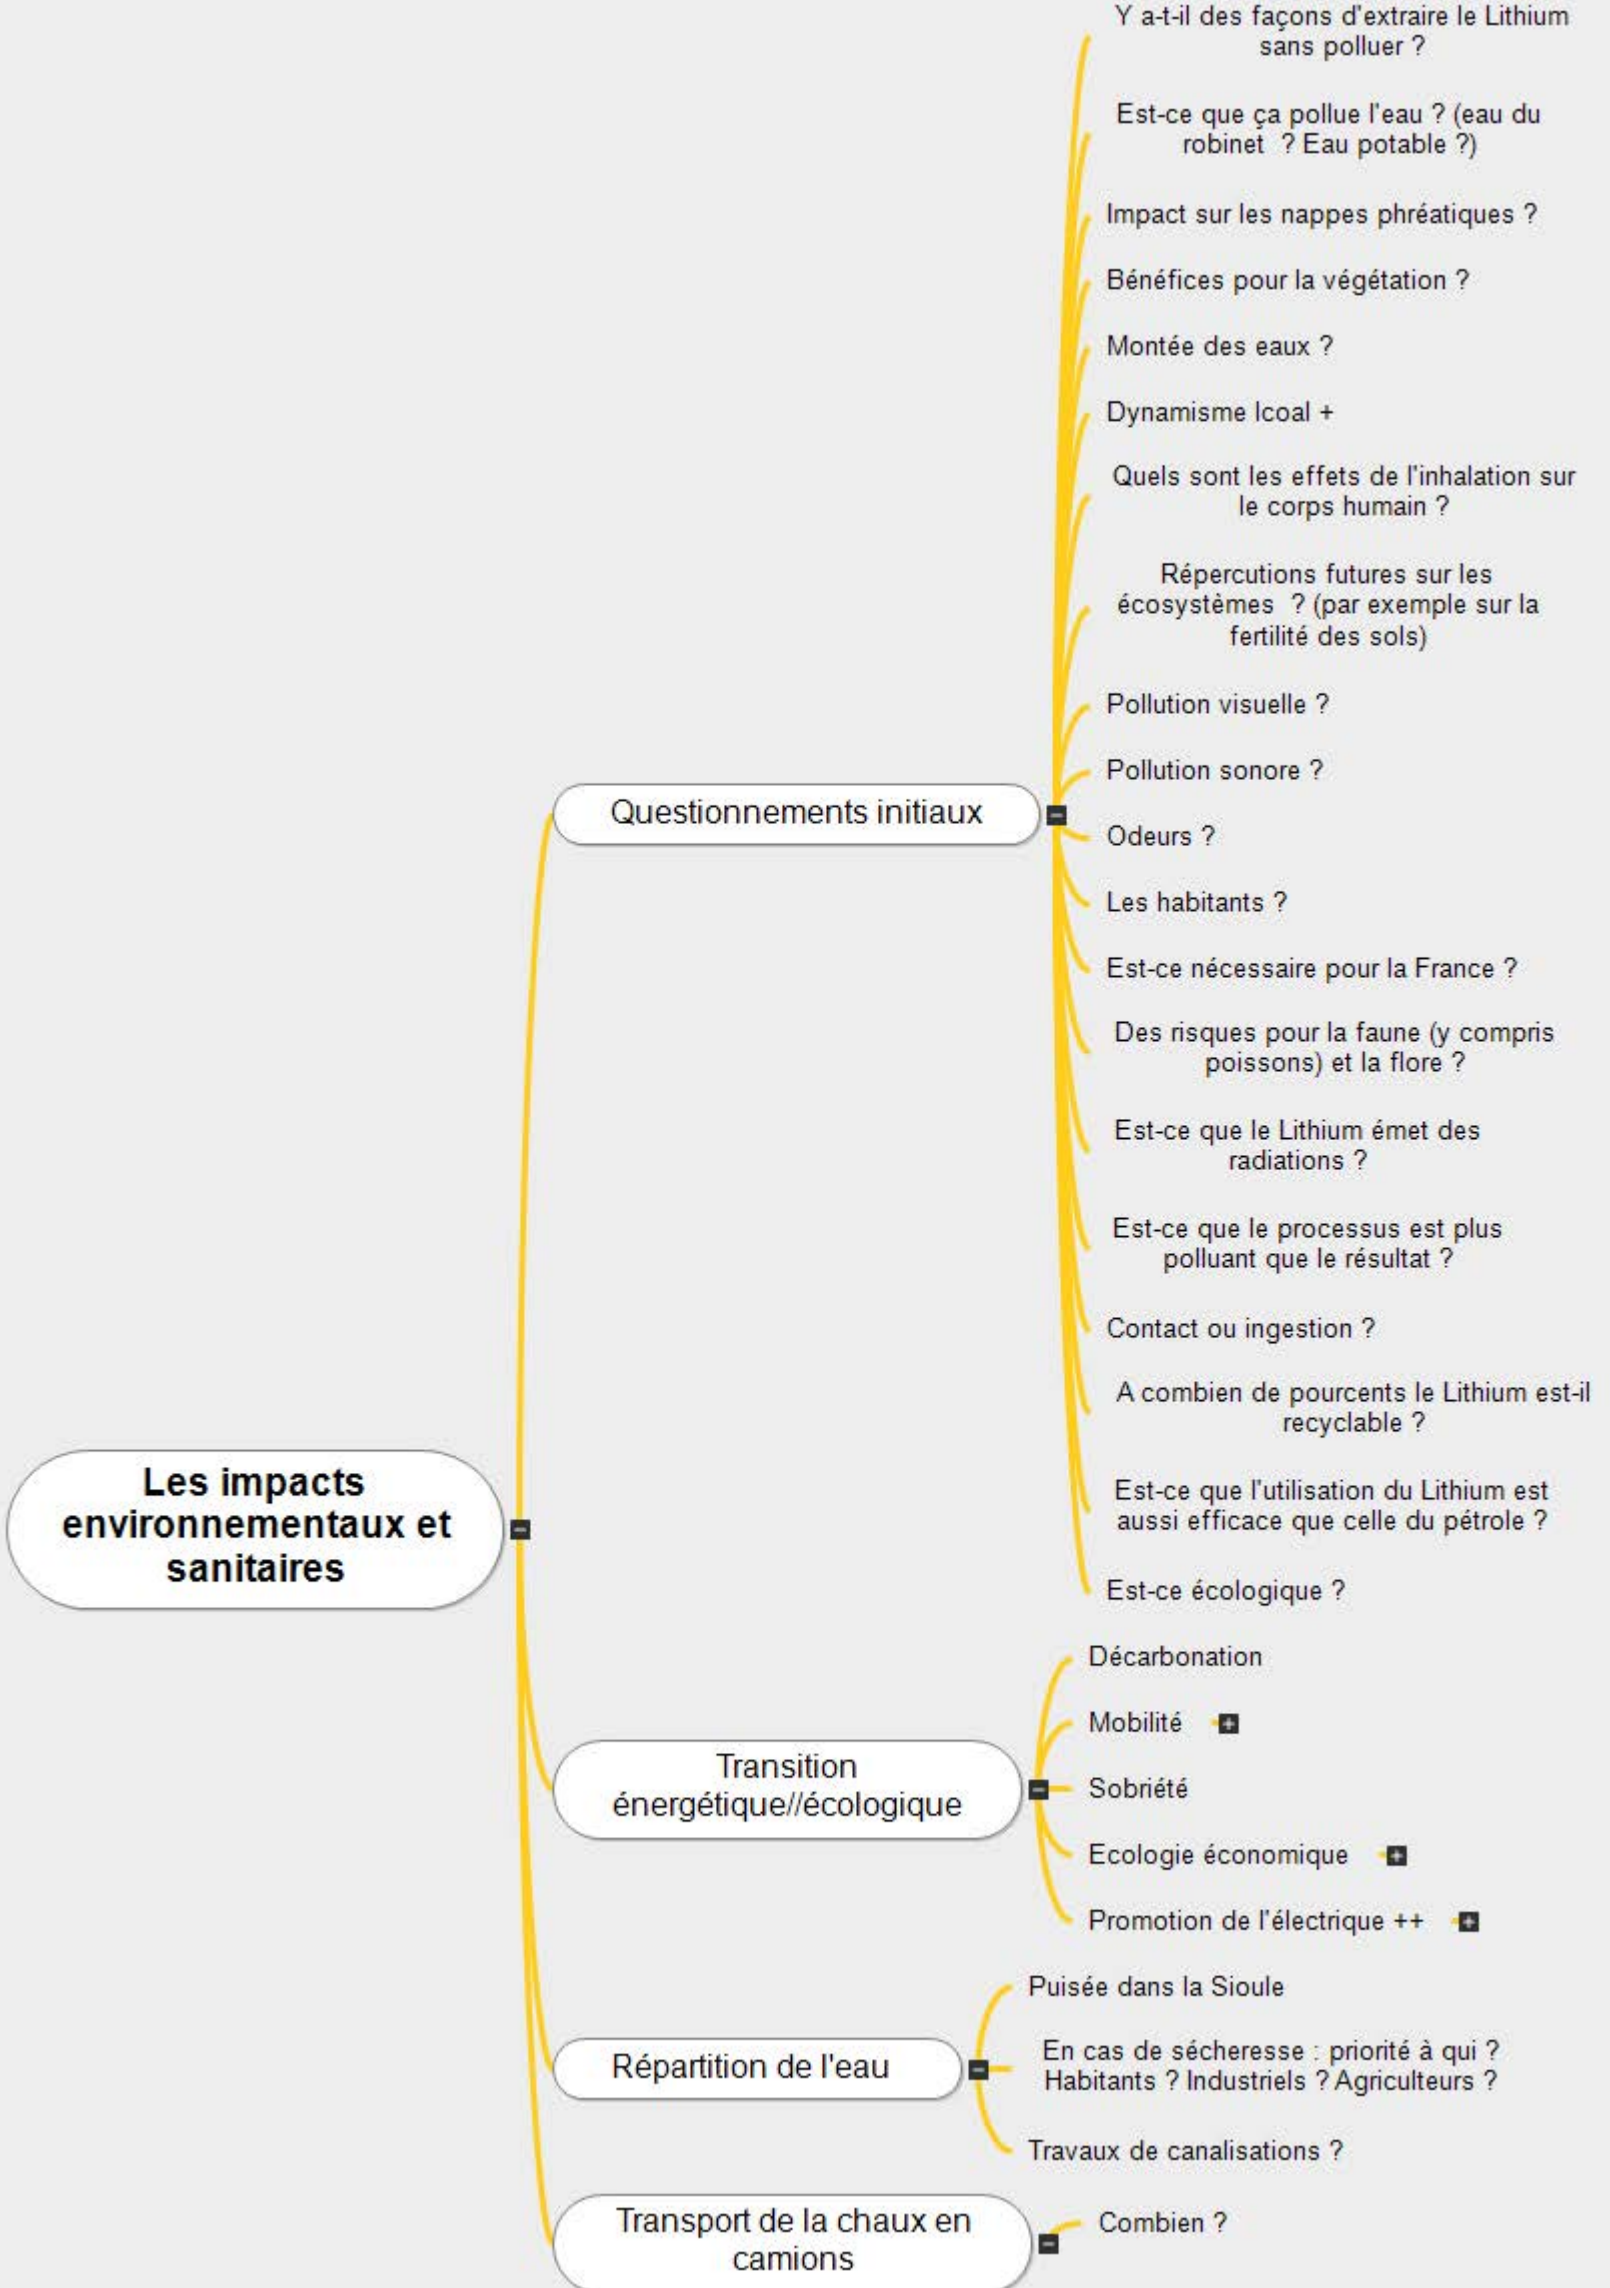 Y a-t-il des façons d'extraire le Lithium
sans polluer ?
Est-ce que ça pollue l'eau ? (eau du
robinet  ? Eau potable ?)
Impact sur les nappes phréatiques ?
Bénéfices pour la végétation ?
Montée des eaux ?
Dynamisme lcoal +
Quels sont les effets de l'inhalation sur
le corps humain ?
Répercutions futures sur les
écosystèmes  ? (par exemple sur la
fertilité des sols)
Pollution visuelle ?
Pollution sonore ?
Questionnements initiaux
Odeurs ?
Les habitants ?
Est-ce nécessaire pour la France ?
Des risques pour la faune (y compris
poissons) et la flore ?
Est-ce que le Lithium émet des
radiations ?
Est-ce que le processus est plus
polluant que le résultat ?
Contact ou ingestion ?
A combien de pourcents le Lithium est-il
recyclable ?
Les impacts
environnementaux et
sanitaires
Est-ce que l'utilisation du Lithium est
aussi efficace que celle du pétrole ?
Est-ce écologique ?
Décarbonation
Mobilité
Transition
énergétique//écologique
Sobriété
Ecologie économique
Promotion de l'électrique ++
Puisée dans la Sioule
Répartition de l'eau
En cas de sécheresse : priorité à qui ?
Habitants ? Industriels ? Agriculteurs ?
Travaux de canalisations ?
Transport de la chaux en
camions
Combien ?